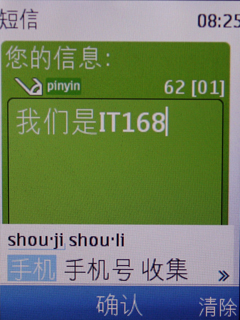 短信 08:25
您的信息:
pinyin 62 [01]
我们是IT168
shou·ji shou·li
手机 手机号 收集 »
确认 清除